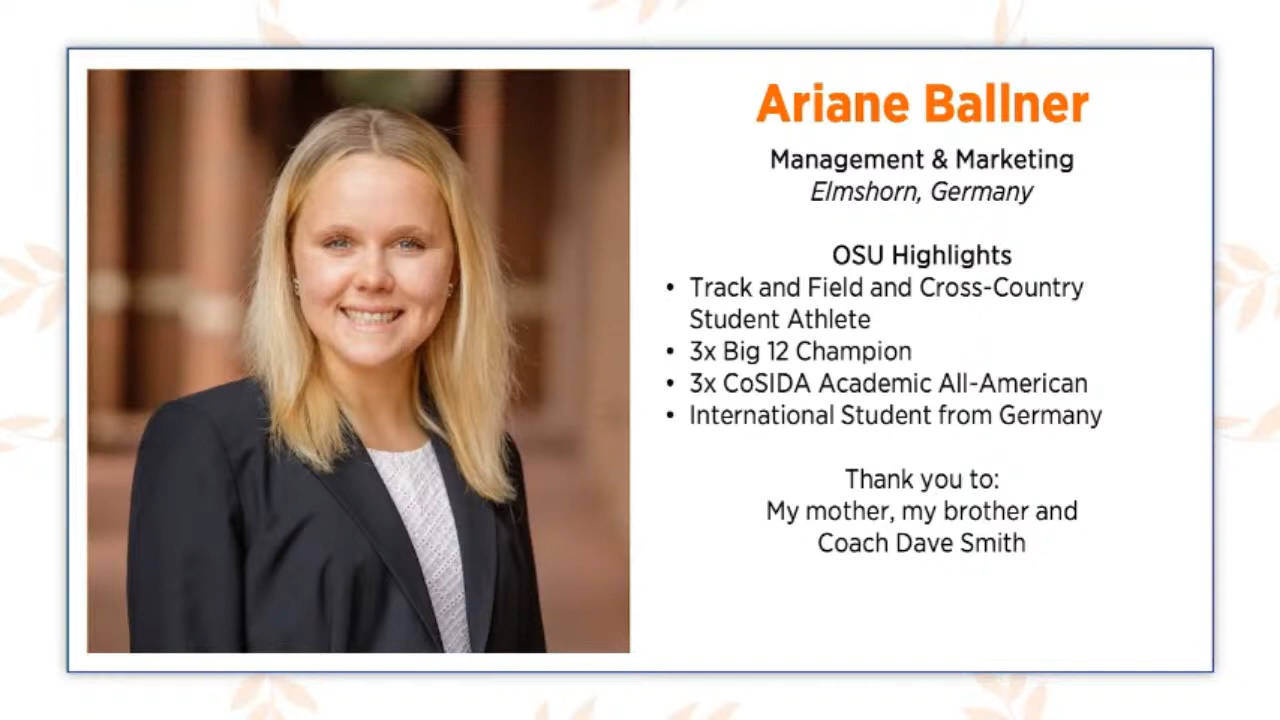 Ariane Ballner
Management & Marketing
Elmshorn, Germany
OSU Highlights
• Track and Field and Cross-Country
Student Athlete
• 3x Big 12 Champion
• 3x CoSIDA Academic All-American
• International Student from Germany
Thank you to:
My mother, my brother and
Coach Dave Smith